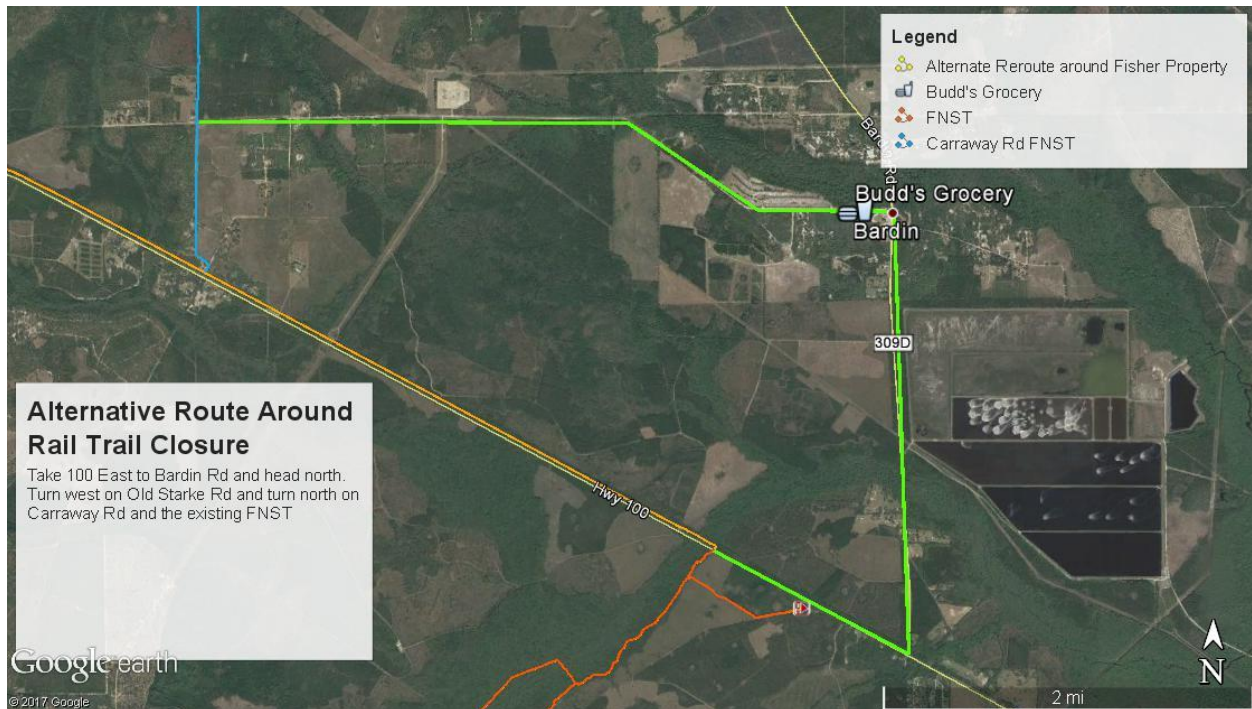 Legend
Alternate Reroute around Fisher Property
Budd's Grocery
FNST
Carraway Rd FNST
Budd's Grocery
Bardin
309D
Alternative Route Around
Rail Trail Closure
Take 100 East to Bardin Rd and head north.
Turn west on Old Starke Rd and turn north on
Carraway Rd and the existing FNST
Hwy 100
Google earth
N
© 2017 Google
2 mi